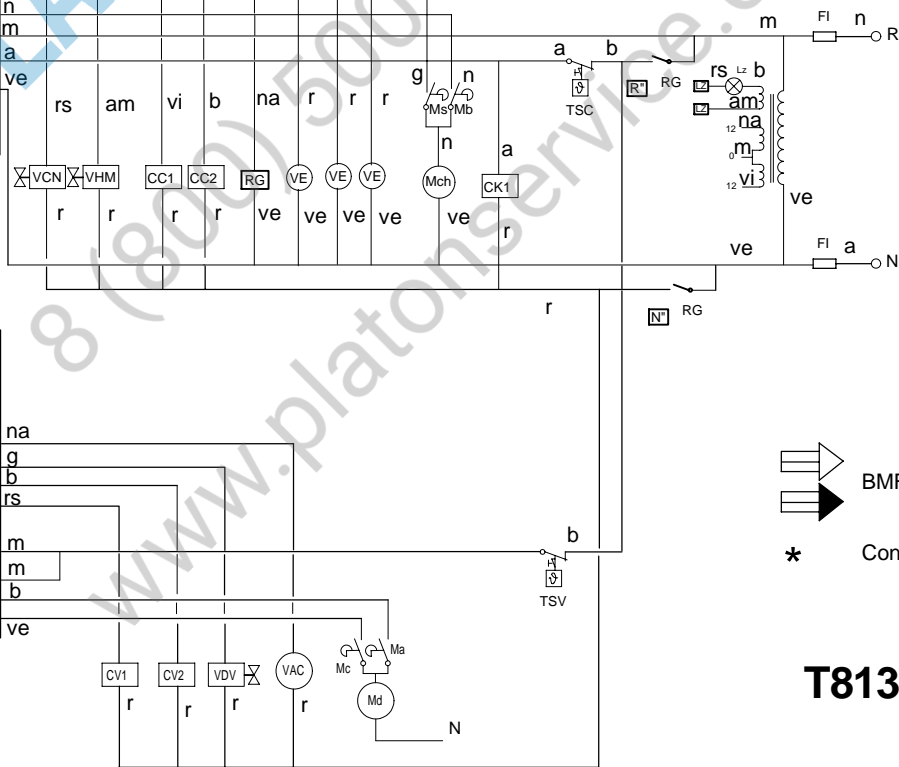 n
m
a
ve
rs am vi b na r r r
g n
Ms Mb
n
a
VCN VHM CC1 CC2 RG VE VE VE Mch CK1
r r r r ve ve ve ve ve r
a b
TSC
R" RG
m FI n R
rs Lz b
LZ
am
LZ
na
12
m
0
vi
12
ve
ve FI a N
r
N" RG
na
g
b
rs
m
m
b
ve
b
TSV
Mc Ma
CV1 CV2 VDV VAC Md
r r r r
N
BMF
* Con
T813
8 (800) 500
www.platonservice.c
LA